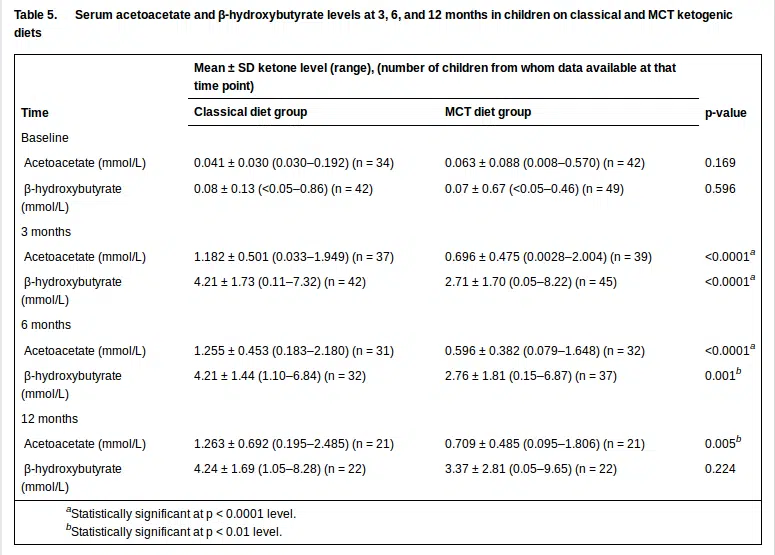 Table 5. Serum acetoacetate and β-hydroxybutyrate levels at 3, 6, and 12 months in children on classical and MCT ketogenic
diets
Mean ± SD ketone level (range), (number of children from whom data available at that
time point)
Time Classical diet group MCT diet group p-value
Baseline
Acetoacetate (mmol/L) 0.041 ± 0.030 (0.030–0.192) (n = 34) 0.063 ± 0.088 (0.008–0.570) (n = 42) 0.169
β-hydroxybutyrate 0.08 ± 0.13 (<0.05–0.86) (n = 42) 0.07 ± 0.67 (<0.05–0.46) (n = 49) 0.596
(mmol/L)
3 months
Acetoacetate (mmol/L) 1.182 ± 0.501 (0.033–1.949) (n = 37) 0.696 ± 0.475 (0.0028–2.004) (n = 39) <0.0001a
β-hydroxybutyrate 4.21 ± 1.73 (0.11–7.32) (n = 42) 2.71 ± 1.70 (0.05–8.22) (n = 45) <0.0001a
(mmol/L)
6 months
Acetoacetate (mmol/L) 1.255 ± 0.453 (0.183–2.180) (n = 31) 0.596 ± 0.382 (0.079–1.648) (n = 32) <0.0001a
β-hydroxybutyrate 4.21 ± 1.44 (1.10–6.84) (n = 32) 2.76 ± 1.81 (0.15–6.87) (n = 37) 0.001b
(mmol/L)
12 months
Acetoacetate (mmol/L) 1.263 ± 0.692 (0.195–2.485) (n = 21) 0.709 ± 0.485 (0.095–1.806) (n = 21) 0.005b
β-hydroxybutyrate 4.24 ± 1.69 (1.05–8.28) (n = 22) 3.37 ± 2.81 (0.05–9.65) (n = 22) 0.224
(mmol/L)
aStatistically significant at p < 0.0001 level.
bStatistically significant at p < 0.01 level.